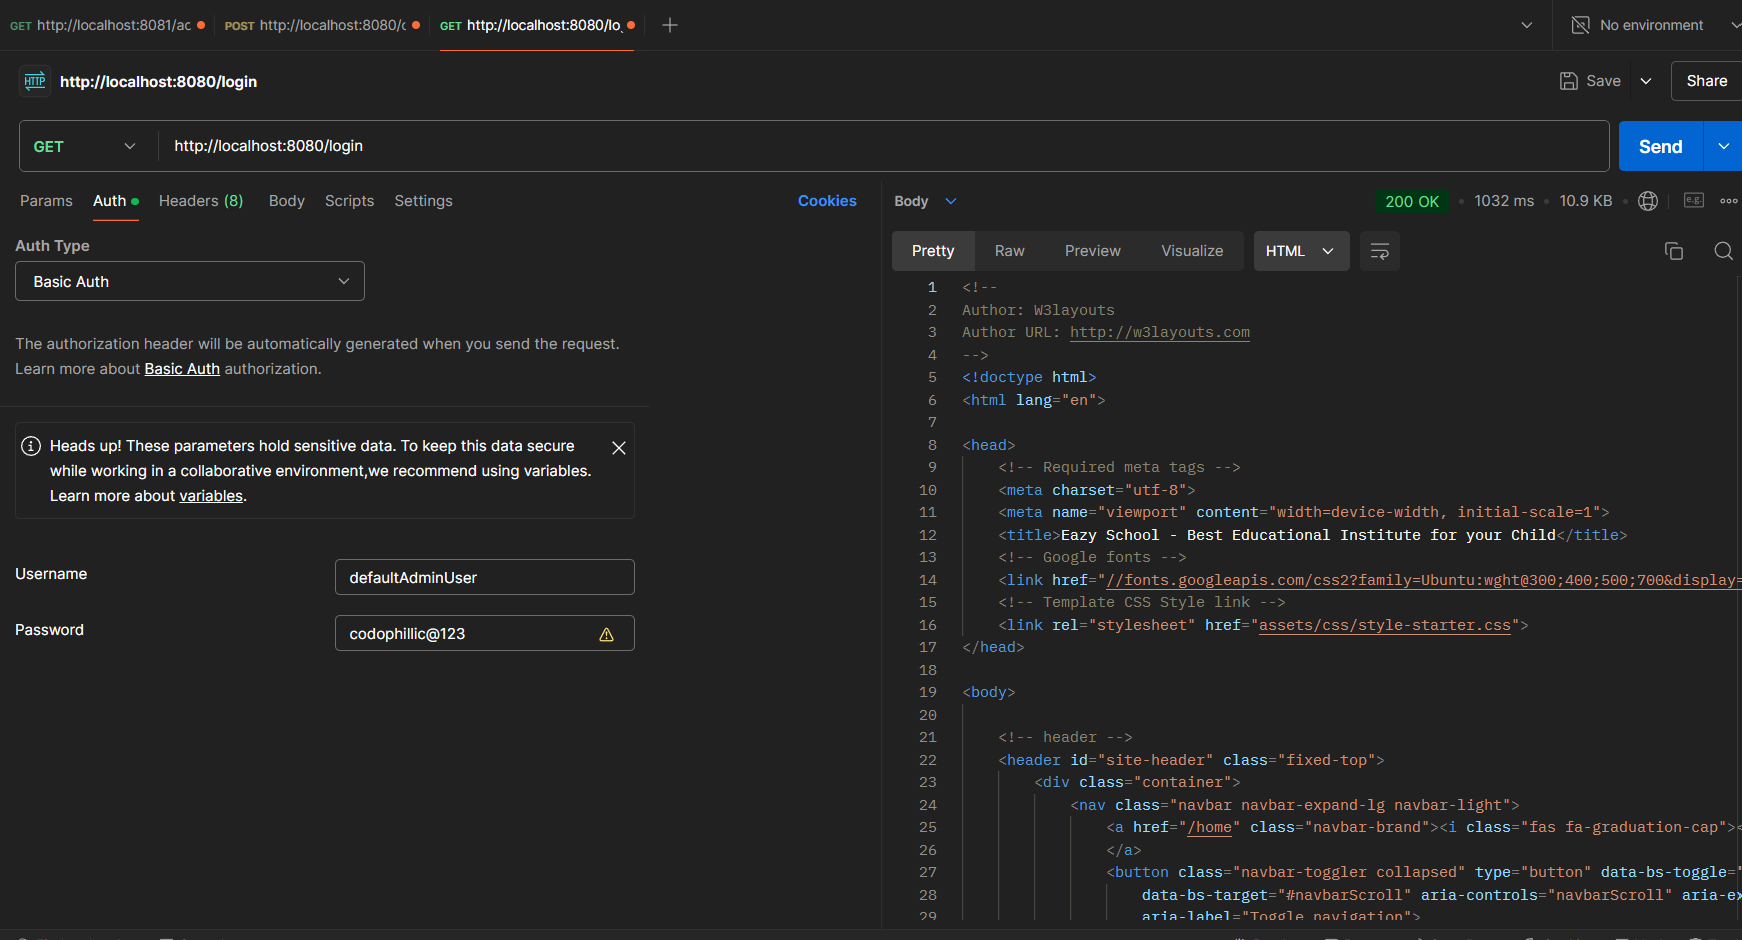 GET http://localhost:8081/ac
POST http://localhost:8080/c
GET http://localhost:8080/lo
No environment
HTTP http://localhost:8080/login
Save
Share
GET
http://localhost:8080/login
Send
Params
Auth
Headers (8)
Body
Scripts
Settings
Cookies
Auth Type
Basic Auth
The authorization header will be automatically generated when you send the request.
Learn more about Basic Auth authorization.
Heads up! These parameters hold sensitive data. To keep this data secure
while working in a collaborative environment,we recommend using variables.
Learn more about variables.
Username
defaultAdminUser
Password
codophillic@123
Body
200 OK
1032 ms
10.9 KB
e.g.
Pretty
Raw
Preview
Visualize
HTML
1 <!--
2 Author: W3layouts
3 Author URL: http://w3layouts.com
4 -->
5 <!doctype html>
6 <html lang="en">
7
8 <head>
9 <!-- Required meta tags -->
10 <meta charset="utf-8">
11 <meta name="viewport" content="width=device-width, initial-scale=1">
12 <title>Eazy School - Best Educational Institute for your Child</title>
13 <!-- Google fonts -->
14 <link href="//fonts.googleapis.com/css2?family=Ubuntu:wght@300;400;500;700&display=
15 <!-- Template CSS Style link -->
16 <link rel="stylesheet" href="assets/css/style-starter.css">
17 </head>
18
19 <body>
20
21 <!-- header -->
22 <header id="site-header" class="fixed-top">
23 <div class="container">
24 <nav class="navbar navbar-expand-lg navbar-light">
25 <a href="/home" class="navbar-brand"><i class="fas fa-graduation-cap"><
26 </a>
27 <button class="navbar-toggler collapsed" type="button" data-bs-toggle="
28 data-bs-target="#navbarScroll" aria-controls="navbarScroll" aria-ex
29 aria-label="Toggle navigation">